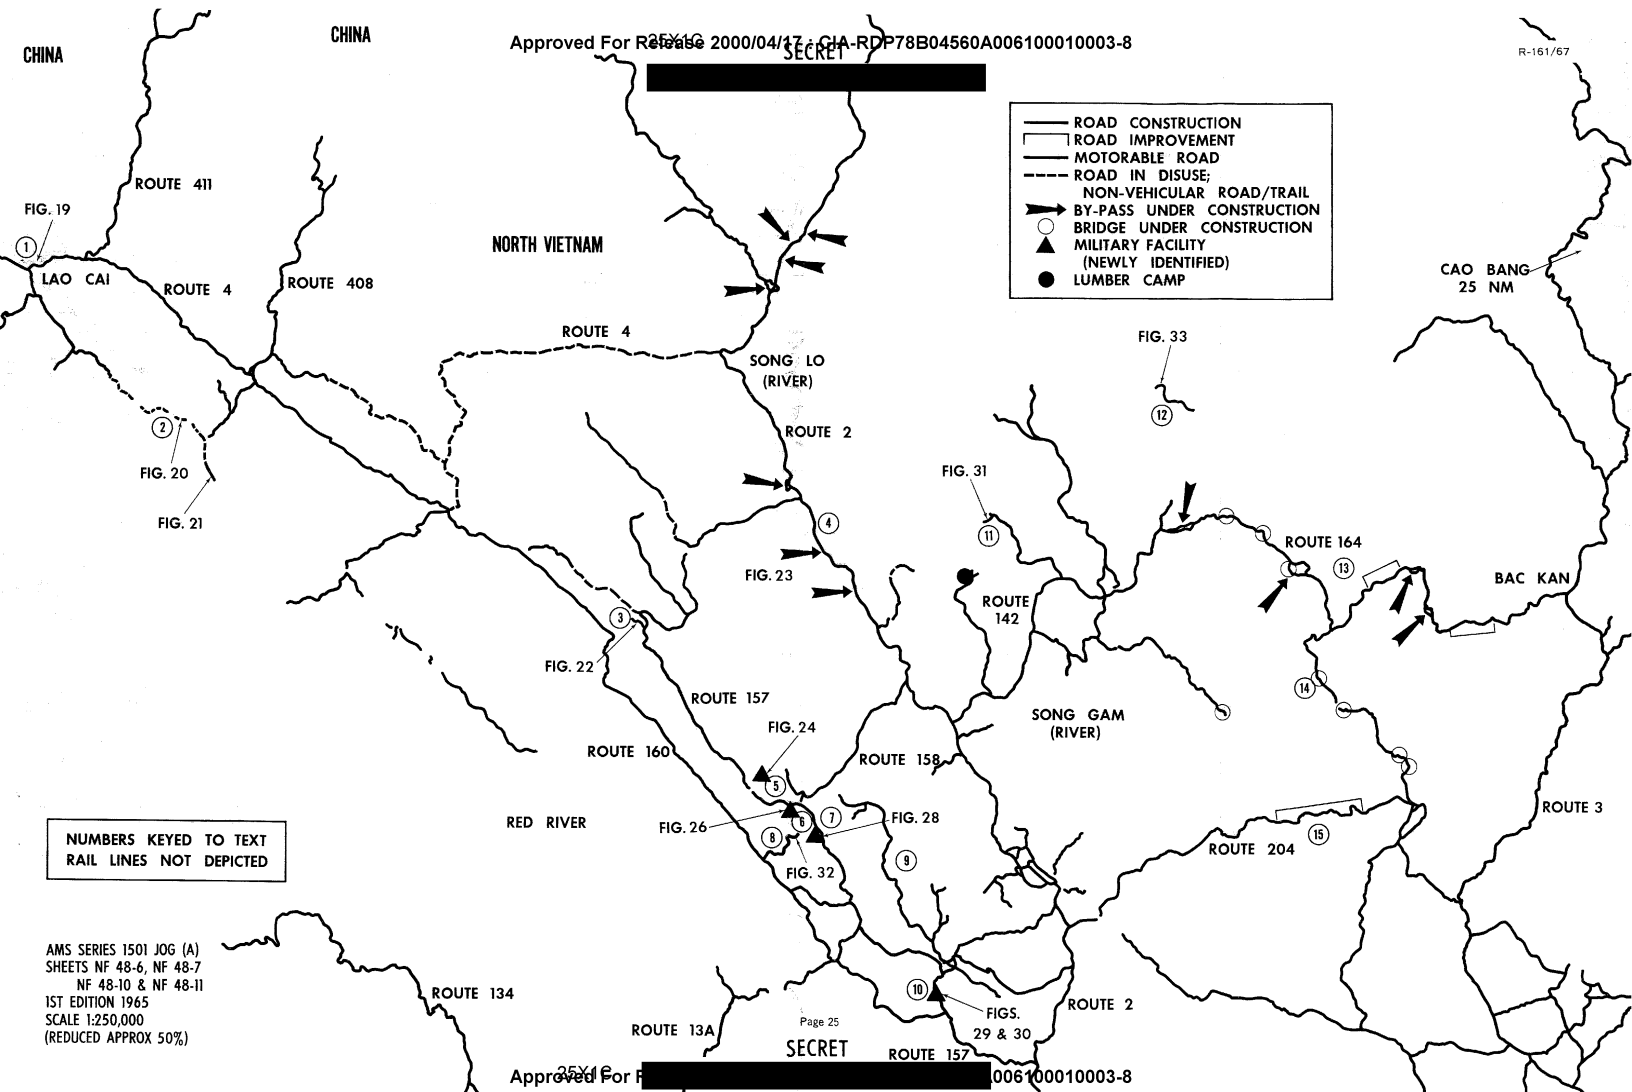 CHINA
CHINA
Approved For Release 2000/04/17 : CIA-RDP78B04560A006100010003-8
25X1C
SECRET
R-161/67
ROAD CONSTRUCTION
ROAD IMPROVEMENT
MOTORABLE ROAD
ROAD IN DISUSE;
NON-VEHICULAR ROAD/TRAIL
BY-PASS UNDER CONSTRUCTION
BRIDGE UNDER CONSTRUCTION
MILITARY FACILITY
(NEWLY IDENTIFIED)
LUMBER CAMP
ROUTE 411
FIG. 19
1
LAO CAI
ROUTE 4
ROUTE 408
NORTH VIETNAM
CAO BANG
25 NM
ROUTE 4
FIG. 33
SONG LO
(RIVER)
12
2
ROUTE 2
FIG. 20
FIG. 31
FIG. 21
4
11
ROUTE 164
13
FIG. 23
BAC KAN
ROUTE
142
3
FIG. 22
14
ROUTE 157
SONG GAM
(RIVER)
FIG. 24
ROUTE 160
ROUTE 158
5
ROUTE 3
RED RIVER
FIG. 26
6
7
FIG. 28
8
15
NUMBERS KEYED TO TEXT
RAIL LINES NOT DEPICTED
ROUTE 204
9
FIG. 32
AMS SERIES 1501 JOG (A)
SHEETS NF 48-6, NF 48-7
NF 48-10 & NF 48-11
1ST EDITION 1965
SCALE 1:250,000
(REDUCED APPROX 50%)
ROUTE 134
10
ROUTE 2
FIGS.
29 & 30
Page 25
ROUTE 13A
SECRET
ROUTE 157
25X1C
Approved For R
A006100010003-8